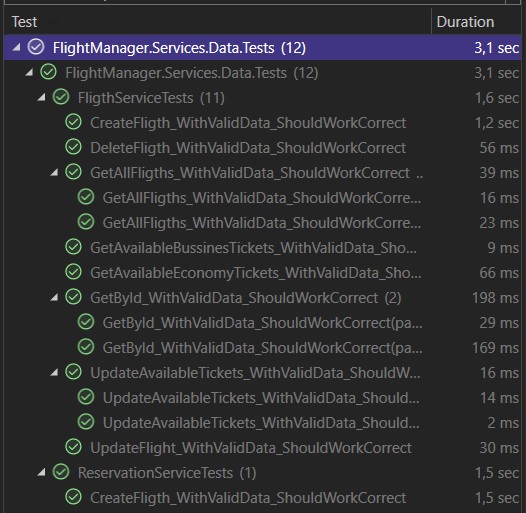 Test Duration
FlightManager.Services.Data.Tests (12) 3,1 sec
FlightManager.Services.Data.Tests (12) 3,1 sec
FligthServiceTests (11) 1,6 sec
CreateFligth_WithValidData_ShouldWorkCorrect 1,2 sec
DeleteFligth_WithValidData_ShouldWorkCorrect 56 ms
GetAllFligths_WithValidData_ShouldWorkCorrect .. 39 ms
GetAllFligths_WithValidData_ShouldWorkCorre... 16 ms
GetAllFligths_WithValidData_ShouldWorkCorre... 23 ms
GetAvailableBussinesTickets_WithValidData_Sho... 9 ms
GetAvailableEconomyTickets_WithValidData_Sho... 66 ms
GetById_WithValidData_ShouldWorkCorrect (2) 198 ms
GetById_WithValidData_ShouldWorkCorrect(pa... 29 ms
GetById_WithValidData_ShouldWorkCorrect(pa... 169 ms
UpdateAvailableTickets_WithValidData_ShouldW... 16 ms
UpdateAvailableTickets_WithValidData_Should... 14 ms
UpdateAvailableTickets_WithValidData_Should... 2 ms
UpdateFlight_WithValidData_ShouldWorkCorrect 30 ms
ReservationServiceTests (1) 1,5 sec
CreateFligth_WithValidData_ShouldWorkCorrect 1,5 sec